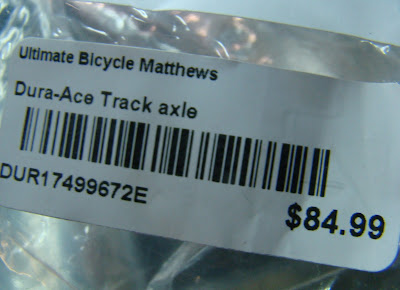 Ultimate Bicycle Matthews
Dura-Ace Track axle
DUR17499672E
$84.99